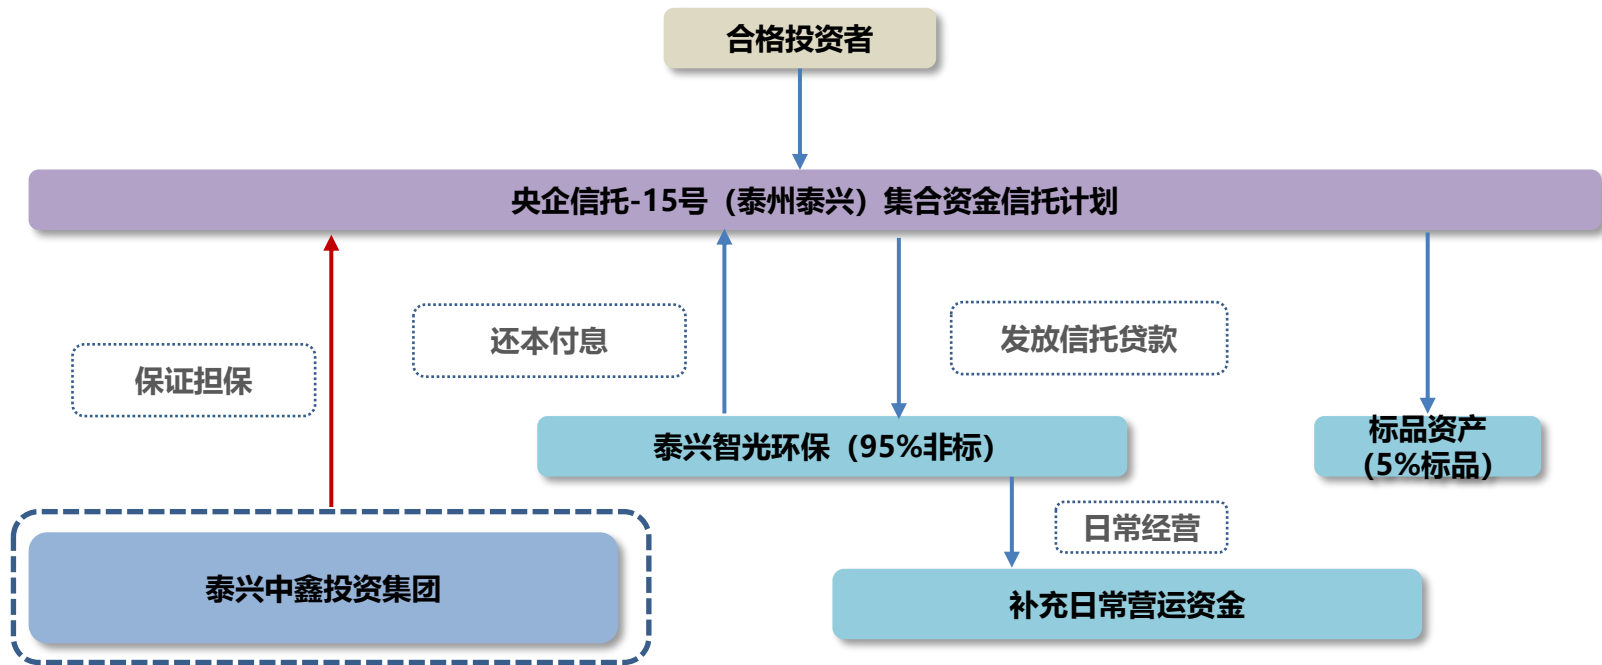 合格投资者
央企信托-15号（泰州泰兴）集合资金信托计划
保证担保
还本付息
发放信托贷款
泰兴智光环保（95%非标）
标品资产
（5%标品）
日常经营
泰兴中鑫投资集团
补充日常营运资金